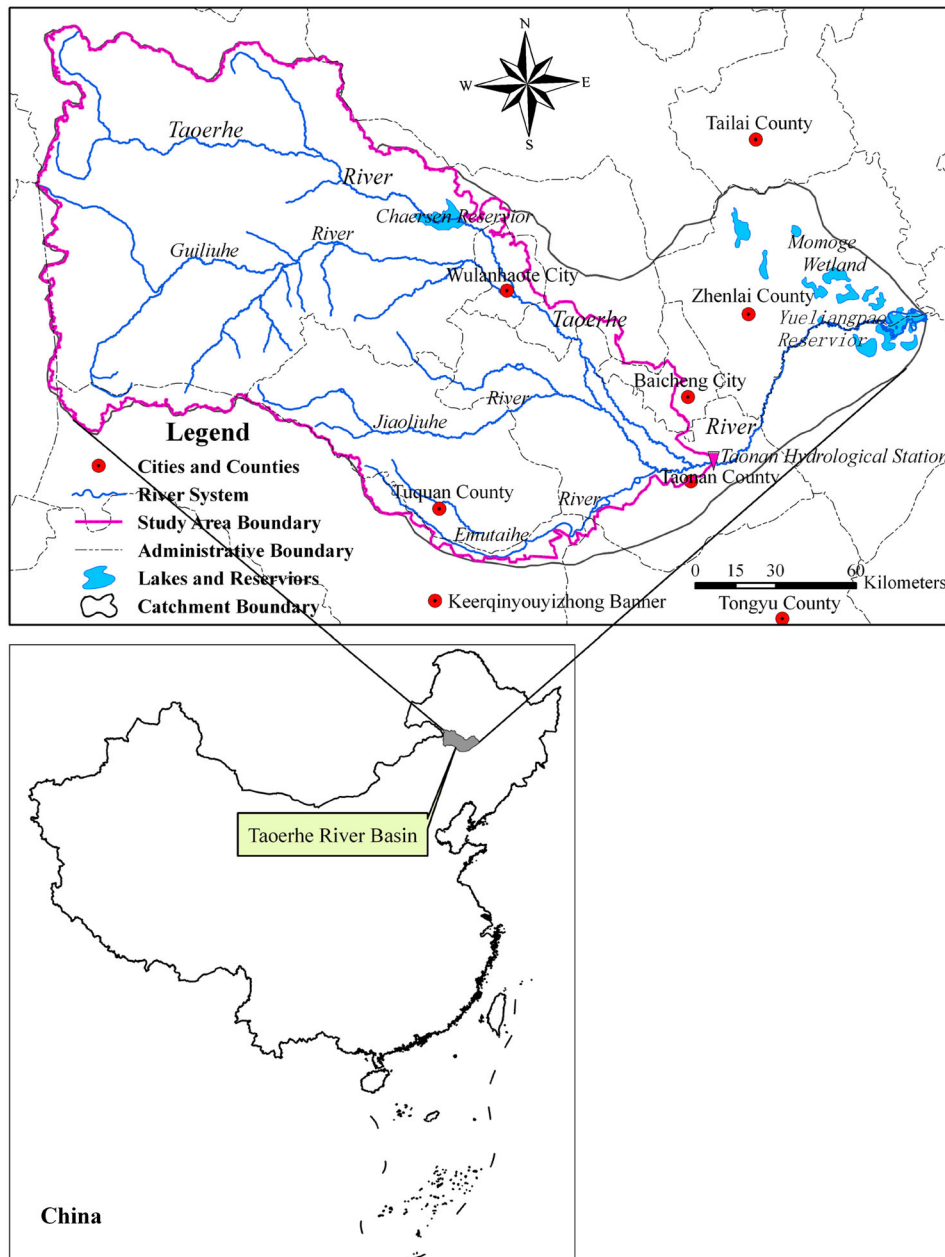 N
W
E
S
Tailai County
Taoerhe
River
Chaersen Reservior
Guiliuhe
River
Momoge
Wetland
Wulanhaote City
Zhenlai County
Taoerhe
Yueliangpao
Reservior
Baicheng City
River
River
Jiaoliuhe
Legend
Taonan Hydrological Station
Cities and Counties
Taonan County
Tuquan County
River
River System
Emutaihe
Study Area Boundary
Administrative Boundary
0 15 30 60
Kilometers
Lakes and Reserviors
Catchment Boundary
Keerqinyouyizhong Banner
Tongyu County
Taoerhe River Basin
China